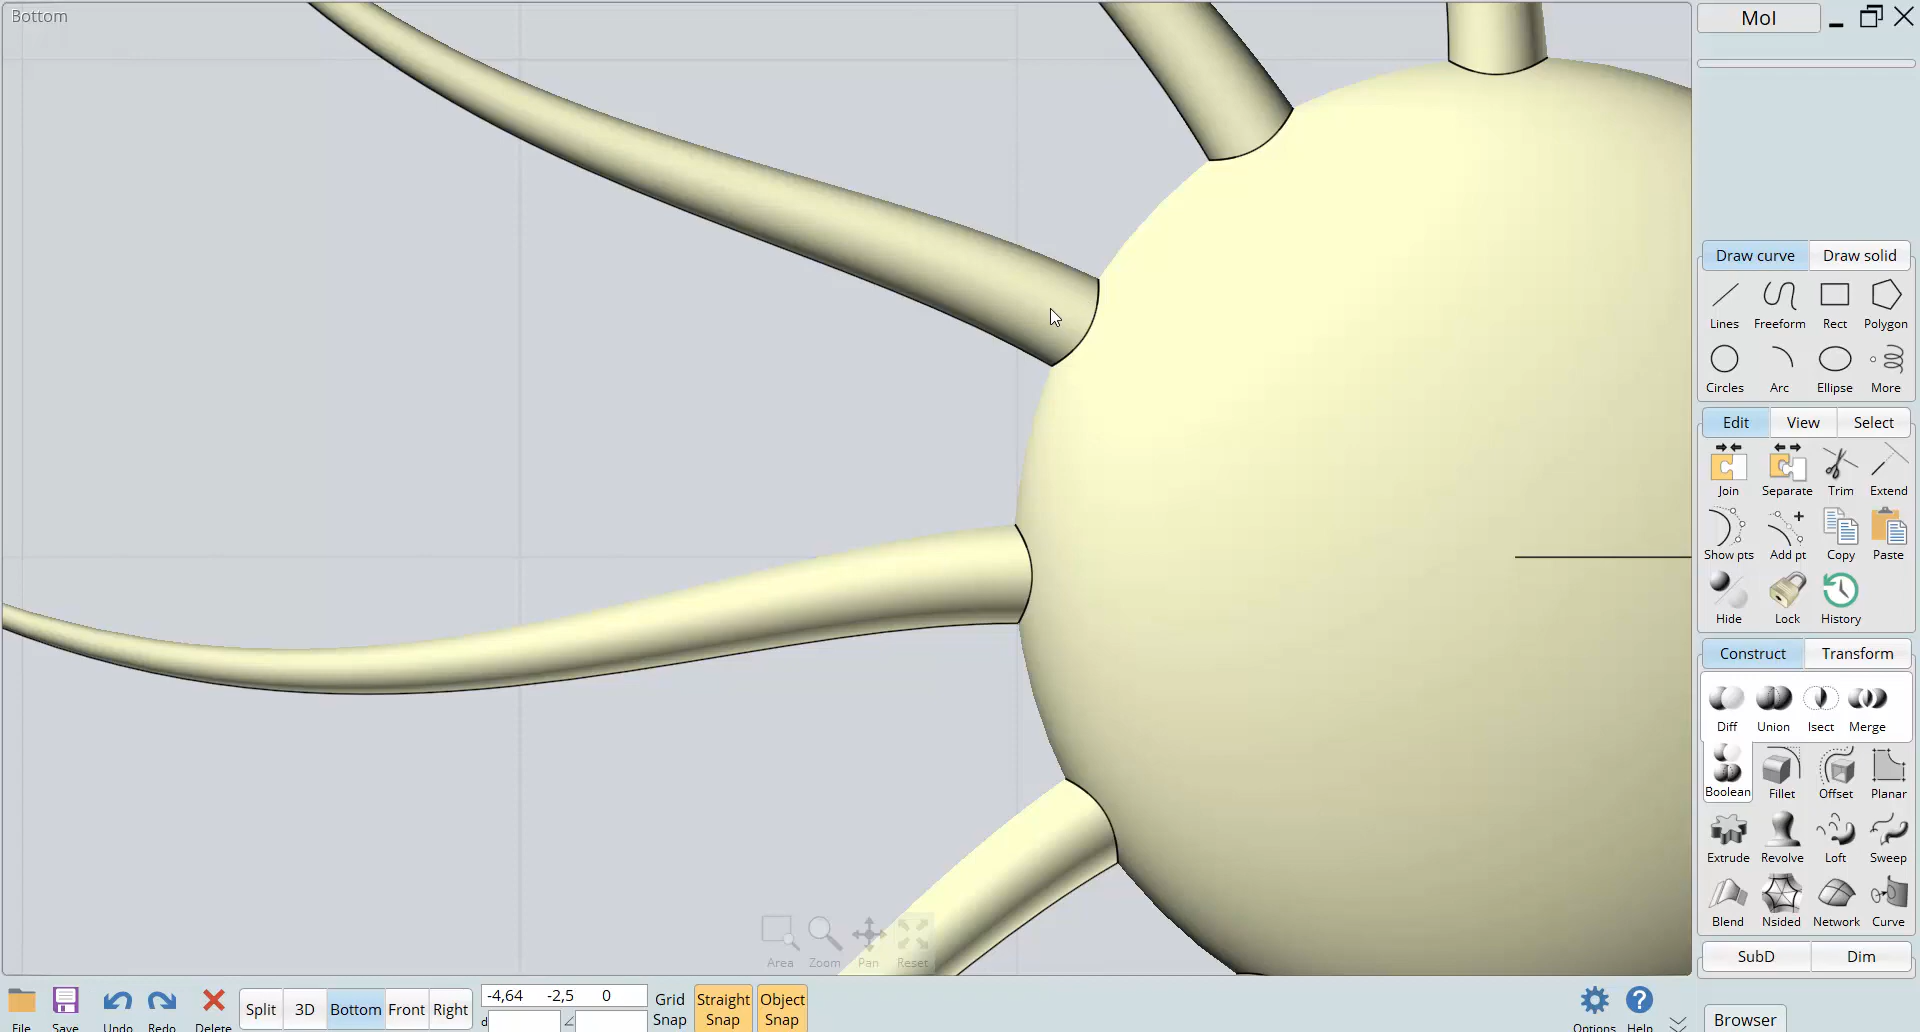 Bottom
MoI
Draw curve Draw solid
Lines Freeform Rect Polygon
Circles Arc Ellipse More
Edit View Select
Join Separate Trim Extend
Show pts Add pt Copy Paste
Hide Lock History
Construct Transform
Diff Union Isect Merge
Boolean Fillet Offset Planar
Extrude Revolve Loft Sweep
Blend Nsided Network Curve
SubD Dim
Area Zoom Pan Reset
File Save Undo Redo Delete
Split 3D Bottom Front Right
-4,64 -2,5 0
d
Grid Snap
Straight Snap
Object Snap
Options Help
Browser